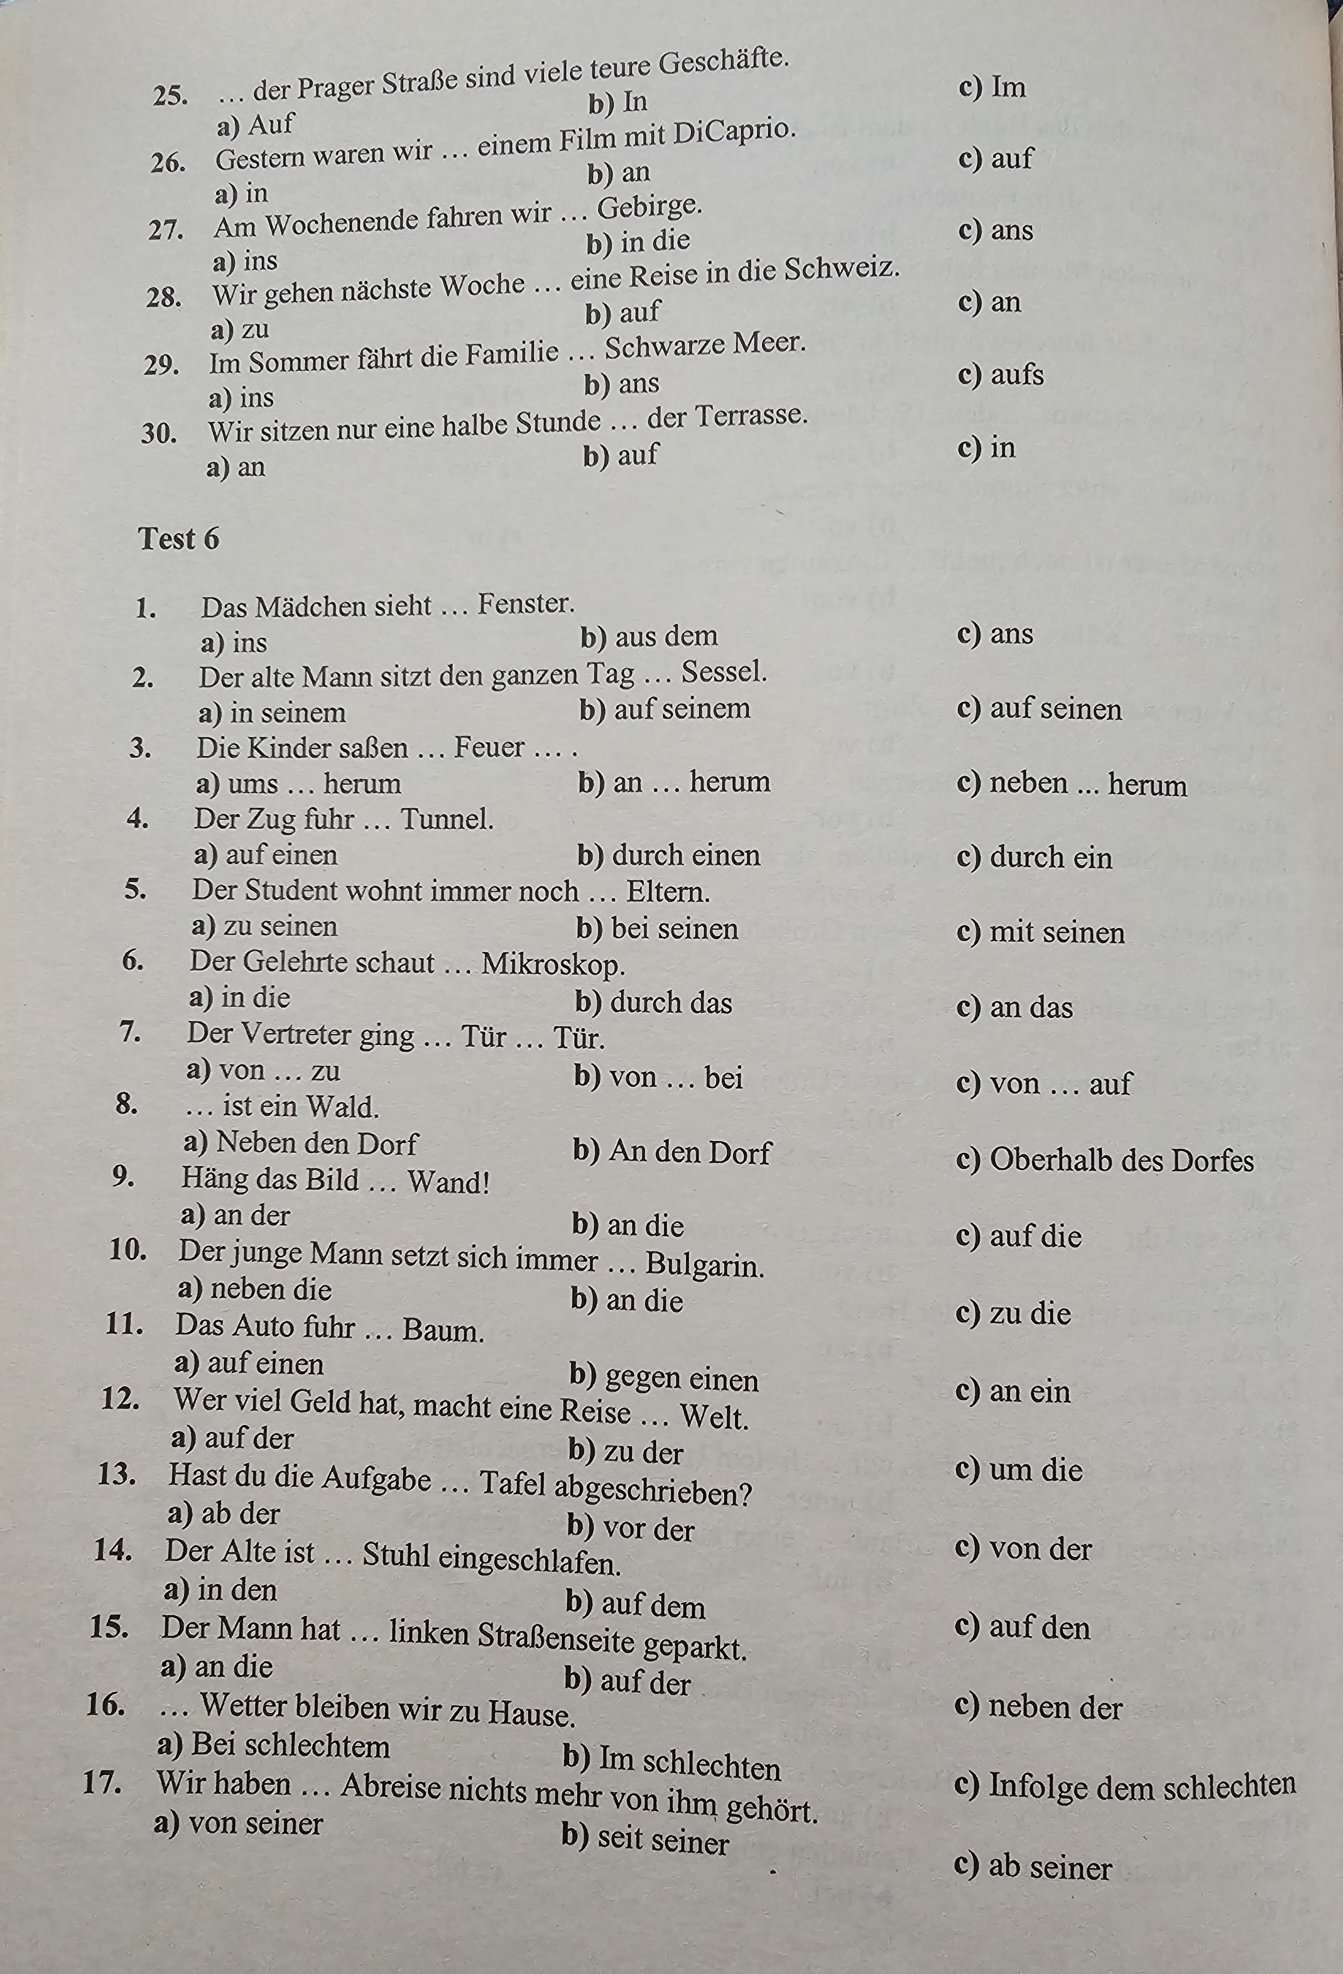 25. … der Prager Straße sind viele teure Geschäfte.
a) Auf b) In c) Im
26. Gestern waren wir … einem Film mit DiCaprio.
a) in b) an c) auf
27. Am Wochenende fahren wir … Gebirge.
a) ins b) in die c) ans
28. Wir gehen nächste Woche … eine Reise in die Schweiz.
a) zu b) auf c) an
29. Im Sommer fährt die Familie … Schwarze Meer.
a) ins b) ans c) aufs
30. Wir sitzen nur eine halbe Stunde … der Terrasse.
a) an b) auf c) in
Test 6
1. Das Mädchen sieht … Fenster.
a) ins b) aus dem c) ans
2. Der alte Mann sitzt den ganzen Tag … Sessel.
a) in seinem b) auf seinem c) auf seinen
3. Die Kinder saßen … Feuer … .
a) ums … herum b) an … herum c) neben ... herum
4. Der Zug fuhr … Tunnel.
a) auf einen b) durch einen c) durch ein
5. Der Student wohnt immer noch … Eltern.
a) zu seinen b) bei seinen c) mit seinen
6. Der Gelehrte schaut … Mikroskop.
a) in die b) durch das c) an das
7. Der Vertreter ging … Tür … Tür.
a) von … zu b) von … bei c) von … auf
8. … ist ein Wald.
a) Neben den Dorf b) An den Dorf c) Oberhalb des Dorfes
9. Häng das Bild … Wand!
a) an der b) an die c) auf die
10. Der junge Mann setzt sich immer … Bulgarin.
a) neben die b) an die c) zu die
11. Das Auto fuhr … Baum.
a) auf einen b) gegen einen c) an ein
12. Wer viel Geld hat, macht eine Reise … Welt.
a) auf der b) zu der c) um die
13. Hast du die Aufgabe … Tafel abgeschrieben?
a) ab der b) vor der c) von der
14. Der Alte ist … Stuhl eingeschlafen.
a) in den b) auf dem c) auf den
15. Der Mann hat … linken Straßenseite geparkt.
a) an die b) auf der c) neben der
16. … Wetter bleiben wir zu Hause.
a) Bei schlechtem b) Im schlechten c) Infolge dem schlechten
17. Wir haben … Abreise nichts mehr von ihm gehört.
a) von seiner b) seit seiner c) ab seiner